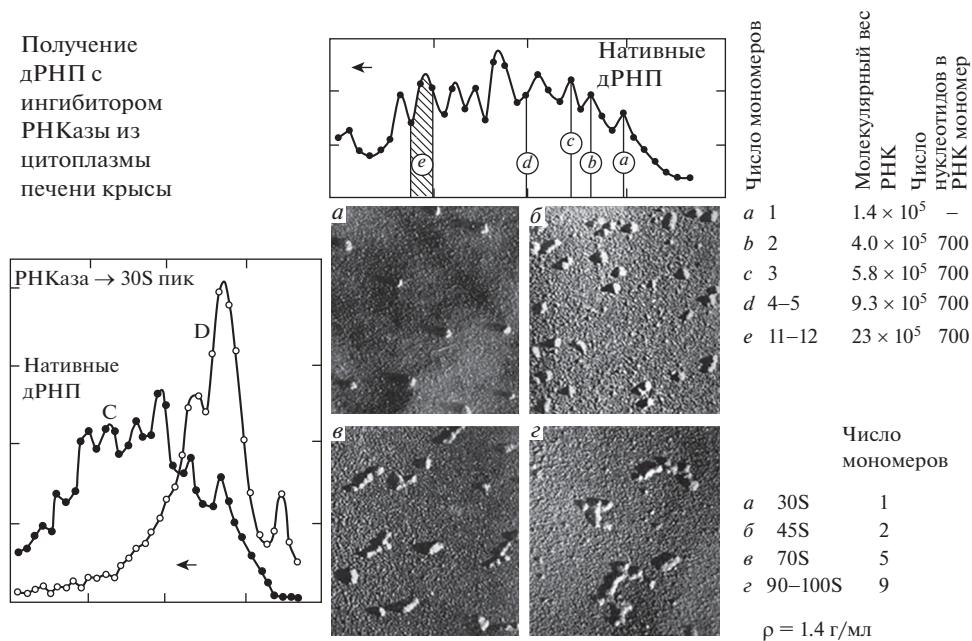 Получение
дРНП с
ингибитором
РНКазы из
цитоплазмы
печени крысы
Нативные
дРНП
e
d
c
b
a
Число мономеров
Молекулярный вес
РНК
Число
нуклеотидов в
РНК мономер
a 1 1.4 × 10⁵ –
b 2 4.0 × 10⁵ 700
c 3 5.8 × 10⁵ 700
d 4–5 9.3 × 10⁵ 700
e 11–12 23 × 10⁵ 700
РНКаза → 30S пик
D
Нативные
дРНП
C
а
б
в
г
Число
мономеров
а 30S 1
б 45S 2
в 70S 5
г 90–100S 9
ρ = 1.4 г/мл